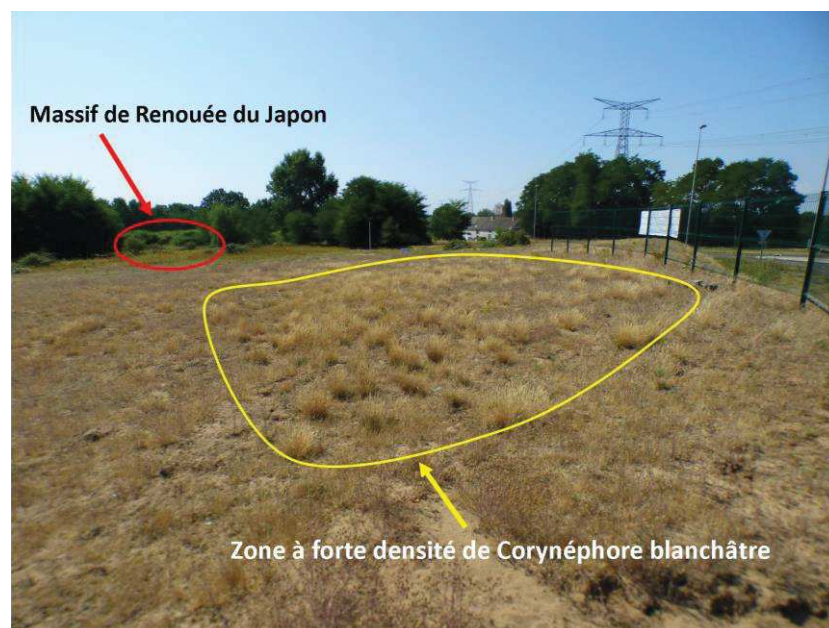 Massif de Renouée du Japon
Zone à forte densité de Corynéphore blanchâtre